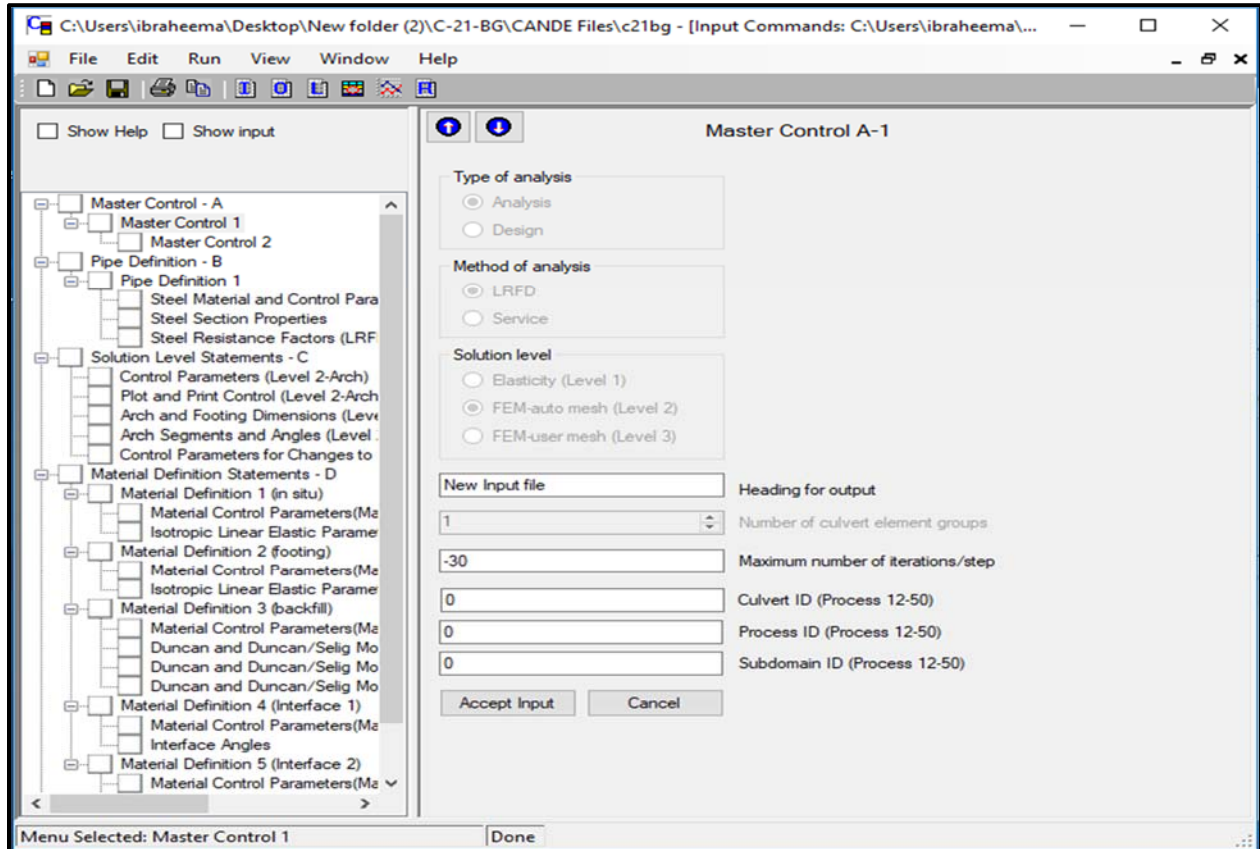 C:\Users\ibraheema\Desktop\New folder (2)\C-21-BG\CANDE Files\c21bg - [Input Commands: C:\Users\ibraheema\...
File Edit Run View Window Help
Show Help Show input
Master Control - A
Master Control 1
Master Control 2
Pipe Definition - B
Pipe Definition 1
Steel Material and Control Para
Steel Section Properties
Steel Resistance Factors (LRF
Solution Level Statements - C
Control Parameters (Level 2-Arch)
Plot and Print Control (Level 2-Arch
Arch and Footing Dimensions (Leve
Arch Segments and Angles (Level
Control Parameters for Changes to
Material Definition Statements - D
Material Definition 1 (in situ)
Material Control Parameters(Ma
Isotropic Linear Elastic Parame
Material Definition 2 (footing)
Material Control Parameters(Ma
Isotropic Linear Elastic Parame
Material Definition 3 (backfill)
Material Control Parameters(Ma
Duncan and Duncan/Selig Mo
Duncan and Duncan/Selig Mo
Duncan and Duncan/Selig Mo
Material Definition 4 (Interface 1)
Material Control Parameters(Ma
Interface Angles
Material Definition 5 (Interface 2)
Material Control Parameters(Ma
Master Control A-1
Type of analysis
Analysis
Design
Method of analysis
LRFD
Service
Solution level
Elasticity (Level 1)
FEM-auto mesh (Level 2)
FEM-user mesh (Level 3)
New Input file Heading for output
1 Number of culvert element groups
-30 Maximum number of iterations/step
0 Culvert ID (Process 12-50)
0 Process ID (Process 12-50)
0 Subdomain ID (Process 12-50)
Accept Input Cancel
Menu Selected: Master Control 1 Done